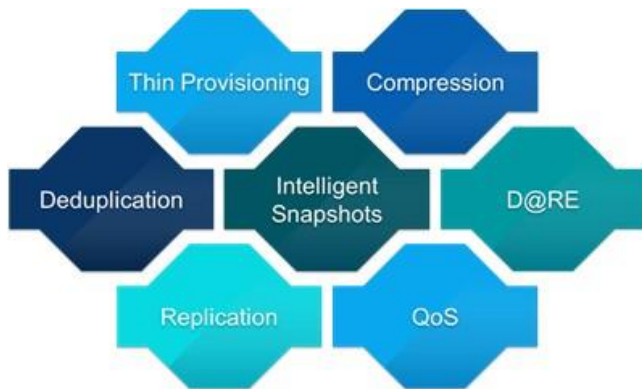 Thin Provisioning
Compression
Deduplication
Intelligent
Snapshots
D@RE
Replication
QoS